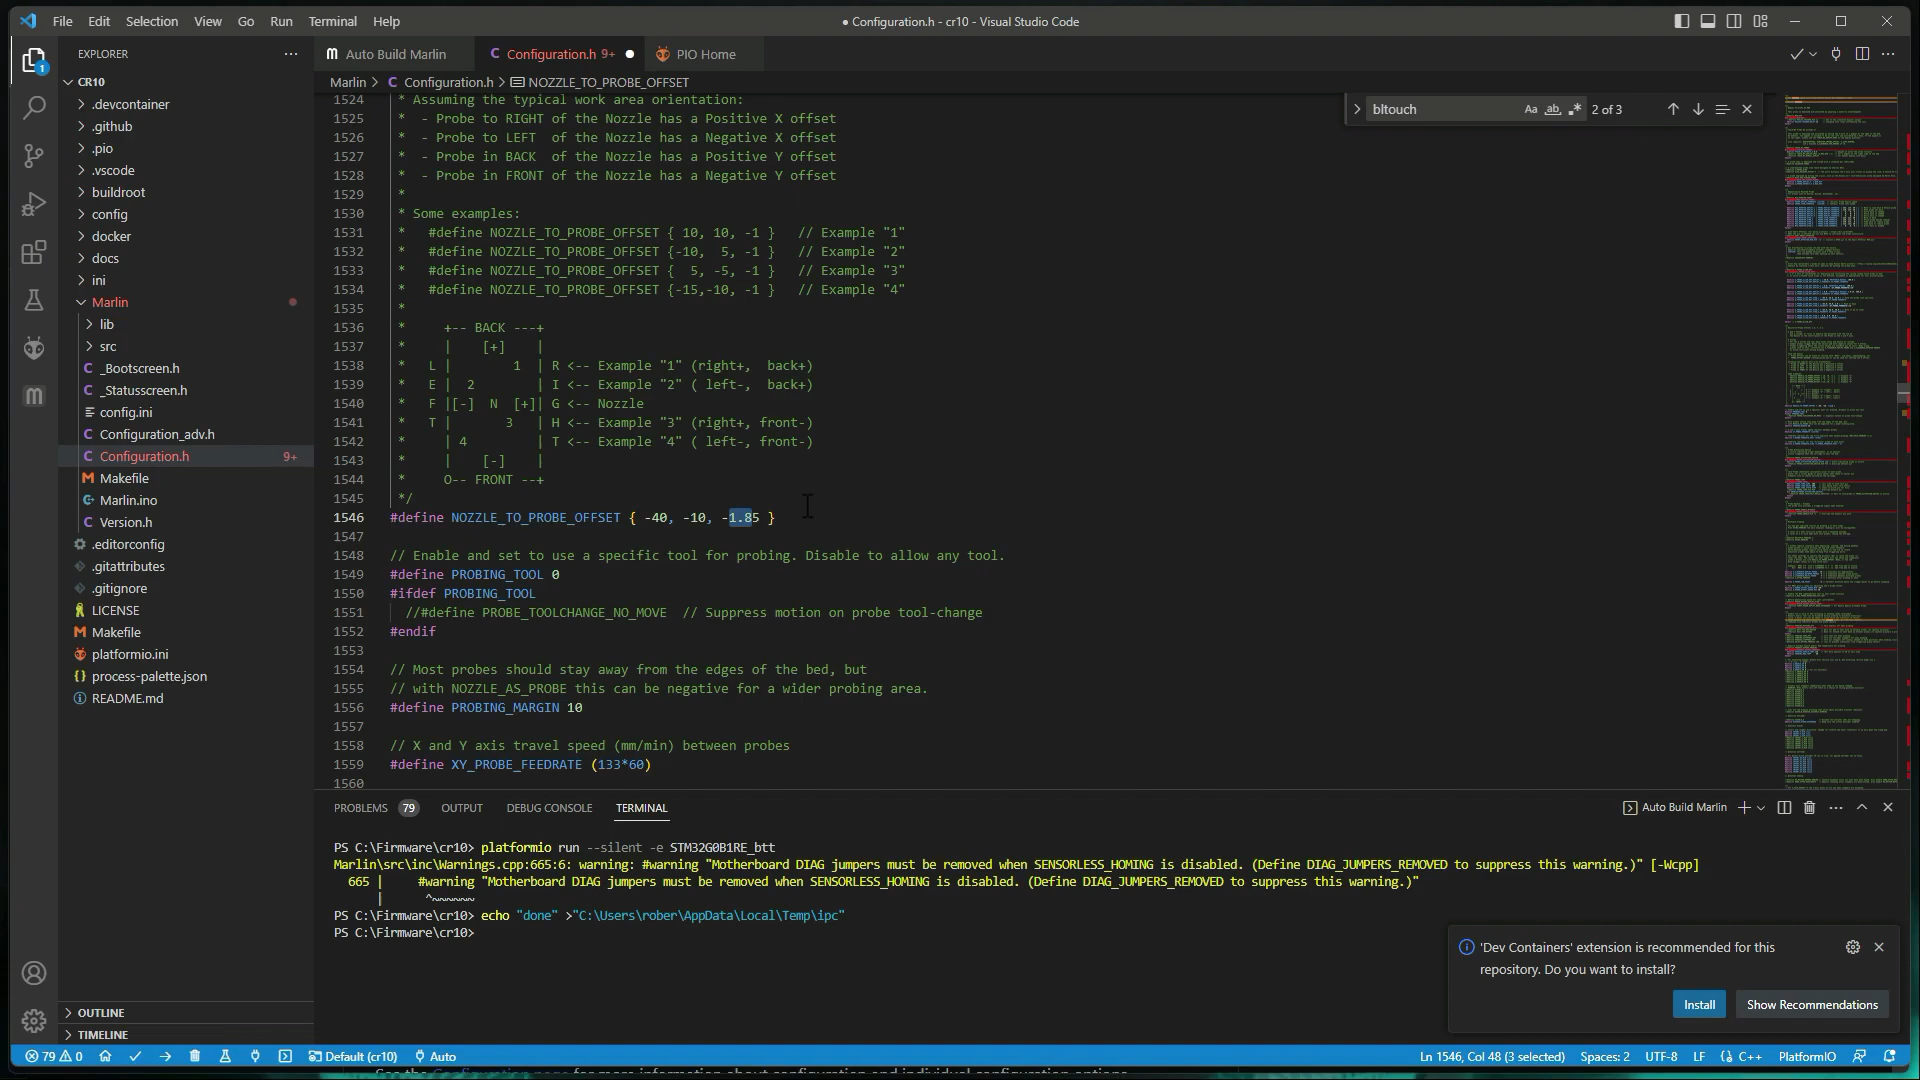 File Edit Selection View Go Run Terminal Help
● Configuration.h - cr10 - Visual Studio Code
EXPLORER
Auto Build Marlin
Configuration.h 9+
PIO Home
Marlin > Configuration.h > NOZZLE_TO_PROBE_OFFSET
bltouch
Aa ab .* 2 of 3
CR10
.devcontainer
.github
.pio
.vscode
buildroot
config
docker
docs
ini
Marlin
lib
src
_Bootscreen.h
_Statusscreen.h
config.ini
Configuration_adv.h
Configuration.h 9+
Makefile
Marlin.ino
Version.h
.editorconfig
.gitattributes
.gitignore
LICENSE
Makefile
platformio.ini
process-palette.json
README.md
OUTLINE
TIMELINE
1524 * Assuming the typical work area orientation:
1525 *  - Probe to RIGHT of the Nozzle has a Positive X offset
1526 *  - Probe to LEFT  of the Nozzle has a Negative X offset
1527 *  - Probe in BACK  of the Nozzle has a Positive Y offset
1528 *  - Probe in FRONT of the Nozzle has a Negative Y offset
1529 *
1530 * Some examples:
1531 *   #define NOZZLE_TO_PROBE_OFFSET { 10, 10, -1 }   // Example "1"
1532 *   #define NOZZLE_TO_PROBE_OFFSET {-10,  5, -1 }   // Example "2"
1533 *   #define NOZZLE_TO_PROBE_OFFSET {  5, -5, -1 }   // Example "3"
1534 *   #define NOZZLE_TO_PROBE_OFFSET {-15,-10, -1 }   // Example "4"
1535 *
1536 *     +-- BACK ---+
1537 *     |    [+]    |
1538 *   L |        1  | R <-- Example "1" (right+,  back+)
1539 *   E |  2        | I <-- Example "2" ( left-,  back+)
1540 *   F |[-]  N  [+]| G <-- Nozzle
1541 *   T |       3   | H <-- Example "3" (right+, front-)
1542 *     | 4         | T <-- Example "4" ( left-, front-)
1543 *     |    [-]    |
1544 *     O-- FRONT --+
1545 */
1546 #define NOZZLE_TO_PROBE_OFFSET { -40, -10, -1.85 }
1547
1548 // Enable and set to use a specific tool for probing. Disable to allow any tool.
1549 #define PROBING_TOOL 0
1550 #ifdef PROBING_TOOL
1551   //#define PROBE_TOOLCHANGE_NO_MOVE  // Suppress motion on probe tool-change
1552 #endif
1553
1554 // Most probes should stay away from the edges of the bed, but
1555 // with NOZZLE_AS_PROBE this can be negative for a wider probing area.
1556 #define PROBING_MARGIN 10
1557
1558 // X and Y axis travel speed (mm/min) between probes
1559 #define XY_PROBE_FEEDRATE (133*60)
1560
PROBLEMS 79 OUTPUT DEBUG CONSOLE TERMINAL
Auto Build Marlin
PS C:\Firmware\cr10> platformio run --silent -e STM32G0B1RE_btt
Marlin\src\inc\Warnings.cpp:665:6: warning: #warning "Motherboard DIAG jumpers must be removed when SENSORLESS_HOMING is disabled. (Define DIAG_JUMPERS_REMOVED to suppress this warning.)" [-Wcpp]
665 |     #warning "Motherboard DIAG jumpers must be removed when SENSORLESS_HOMING is disabled. (Define DIAG_JUMPERS_REMOVED to suppress this warning.)"
|      ^~~~~~~
PS C:\Firmware\cr10> echo "done" >"C:\Users\rober\AppData\Local\Temp\ipc"
PS C:\Firmware\cr10>
'Dev Containers' extension is recommended for this
repository. Do you want to install?
Install
Show Recommendations
79 0
Default (cr10)
Auto
Ln 1546, Col 48 (3 selected) Spaces: 2 UTF-8 LF {} C++ PlatformIO